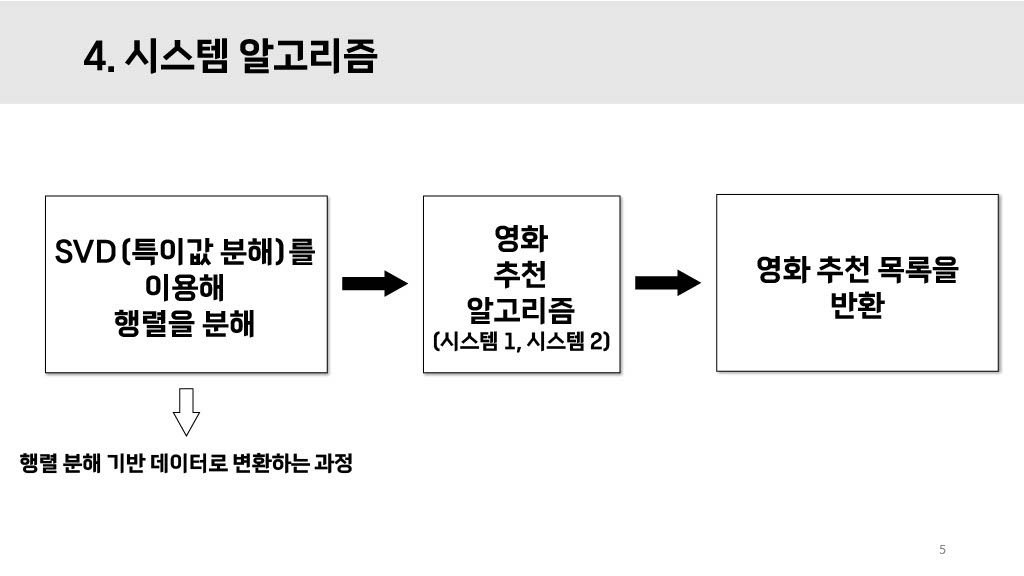 4. 시스템 알고리즘
SVD(특이값 분해)를
이용해
행렬을 분해
영화
추천
알고리즘
(시스템 1, 시스템 2)
영화 추천 목록을
반환
행렬 분해 기반 데이터로 변환하는 과정
5